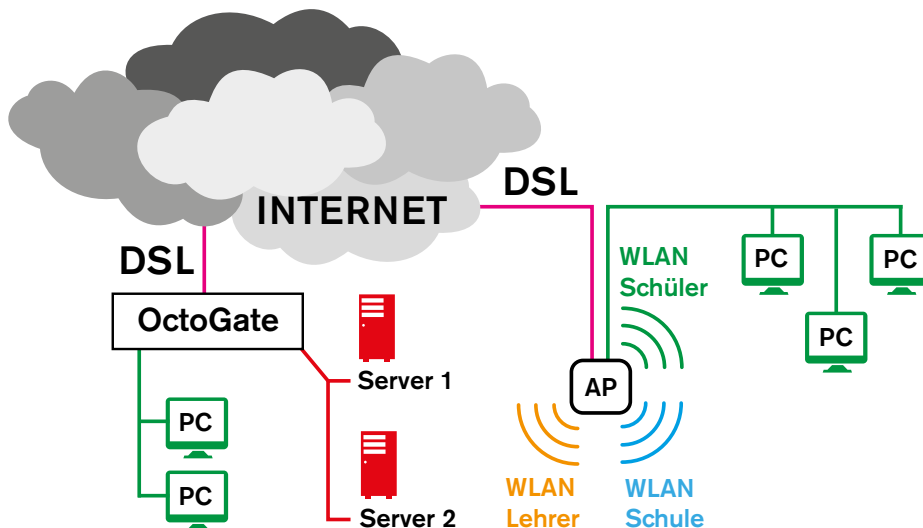 INTERNET
DSL
DSL
OctoGate
Server 1
Server 2
PC
PC
WLAN
Schüler
PC
PC
PC
AP
WLAN
Lehrer
WLAN
Schule